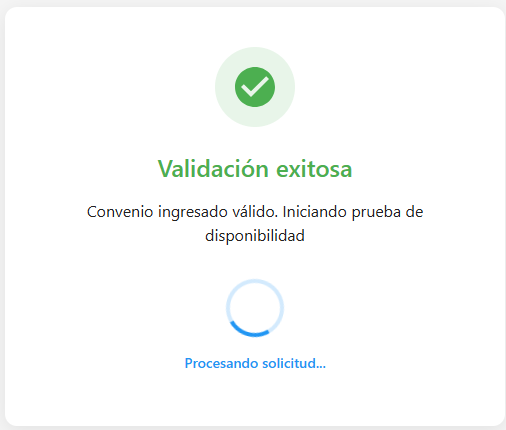 Validación exitosa
Convenio ingresado válido. Iniciando prueba de
disponibilidad
Procesando solicitud...